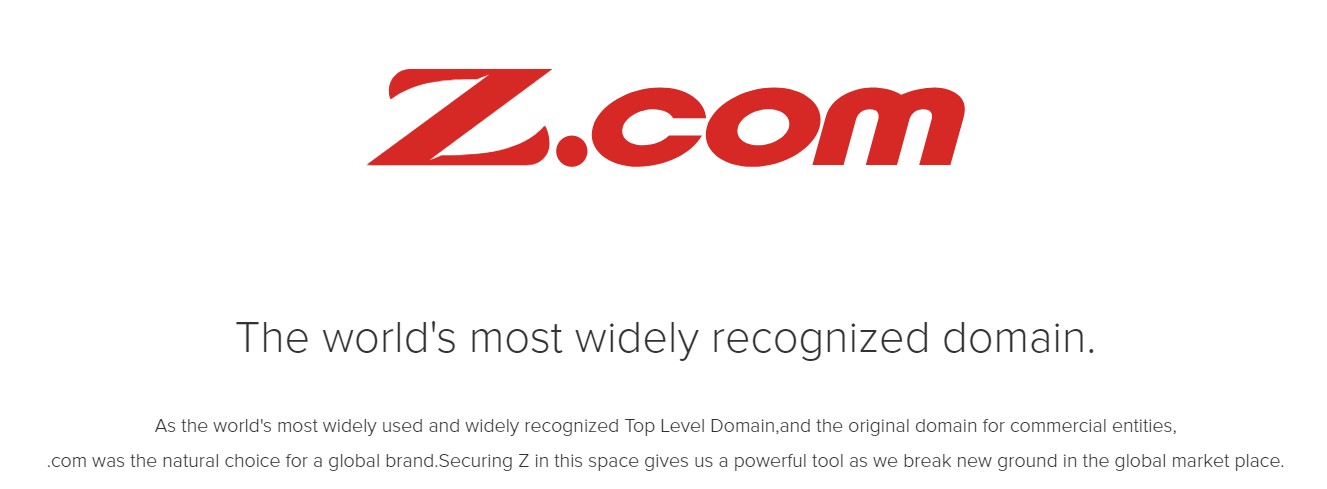 Z.com
The world's most widely recognized domain.
As the world's most widely used and widely recognized Top Level Domain,and the original domain for commercial entities,
.com was the natural choice for a global brand.Securing Z in this space gives us a powerful tool as we break new ground in the global market place.